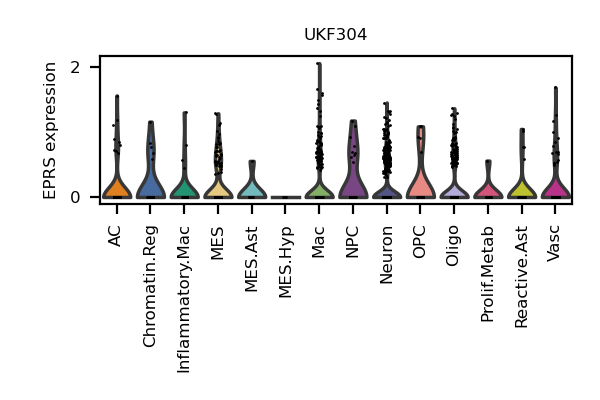 UKF304
EPRS expression
2
0
AC
Chromatin.Reg
Inflammatory.Mac
MES
MES.Ast
MES.Hyp
Mac
NPC
Neuron
OPC
Oligo
Prolif.Metab
Reactive.Ast
Vasc